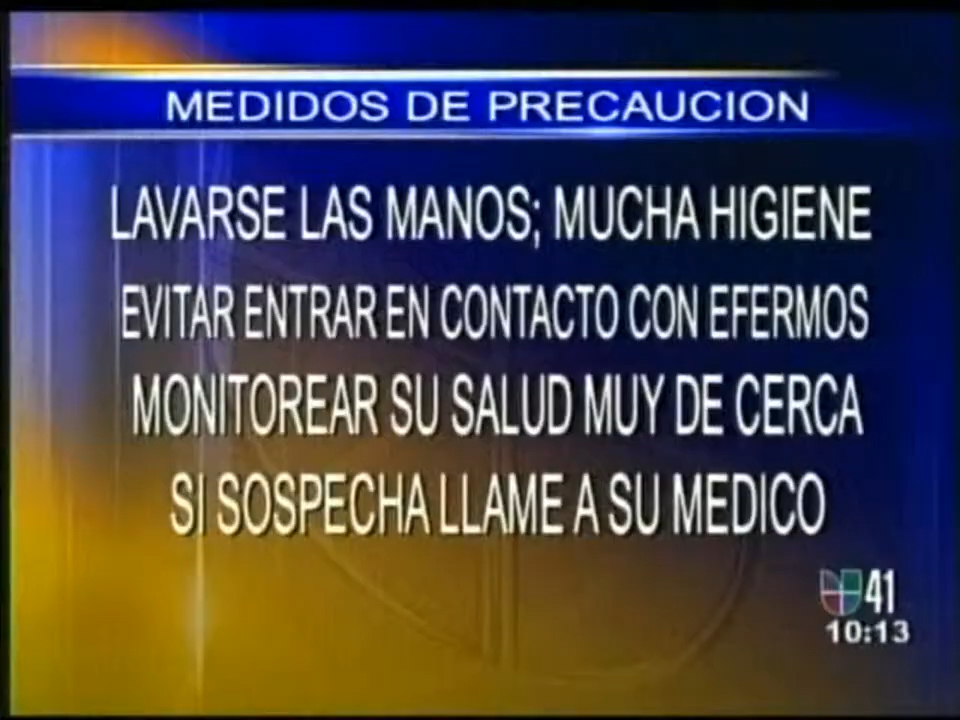 MEDIDOS DE PRECAUCION
LAVARSE LAS MANOS; MUCHA HIGIENE
EVITAR ENTRAR EN CONTACTO CON EFERMOS
MONITOREAR SU SALUD MUY DE CERCA
SI SOSPECHA LLAME A SU MEDICO
41
10:13